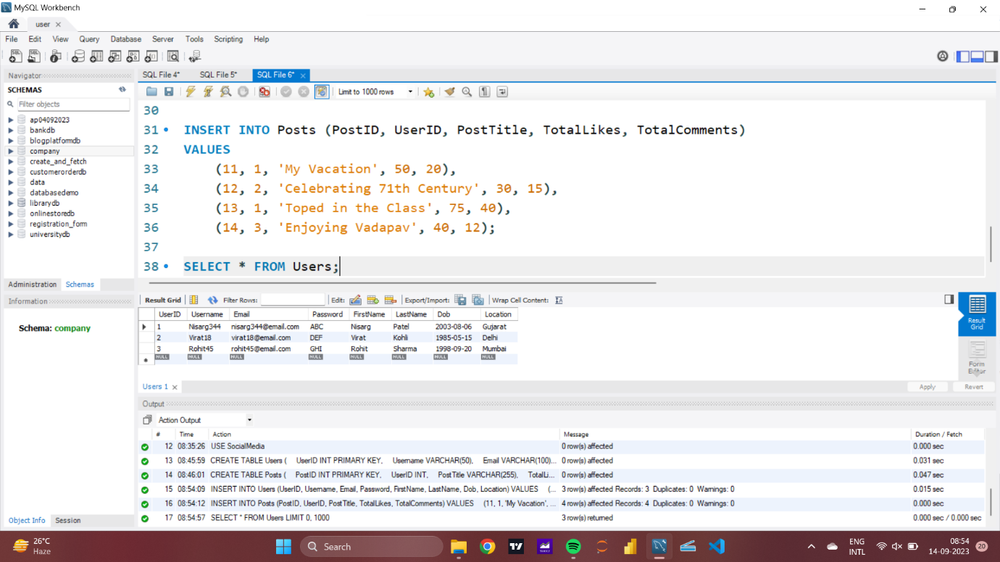 MySQL Workbench
user
File Edit View Query Database Server Tools Scripting Help
Navigator
SCHEMAS
Filter objects
ap04092023
bankdb
blogplatformdb
company
create_and_fetch
customerorderdb
data
databasedemo
librarydb
onlinestoredb
registration_form
universitydb
Administration Schemas
Information
Schema: company
Object Info Session
SQL File 4* SQL File 5* SQL File 6*
Limit to 1000 rows
30
31 INSERT INTO Posts (PostID, UserID, PostTitle, TotalLikes, TotalComments)
32 VALUES
33 (11, 1, 'My Vacation', 50, 20),
34 (12, 2, 'Celebrating 71th Century', 30, 15),
35 (13, 1, 'Toped in the Class', 75, 40),
36 (14, 3, 'Enjoying Vadapav', 40, 12);
37
38 SELECT * FROM Users;
Result Grid Filter Rows: Edit: Export/Import: Wrap Cell Content:
UserID Username Email Password FirstName LastName Dob Location
1 Nisarg344 nisarg344@email.com ABC Nisarg Patel 2003-08-06 Gujarat
2 Virat18 virat18@email.com DEF Virat Kohli 1985-05-15 Delhi
3 Rohit45 rohit45@email.com GHI Rohit Sharma 1998-09-20 Mumbai
NULL NULL NULL NULL NULL NULL NULL NULL
Result Grid
Form Editor
Users 1
Apply Revert
Output
Action Output
# Time Action Message Duration / Fetch
12 08:35:26 USE SocialMedia 0 row(s) affected 0.000 sec
13 08:45:59 CREATE TABLE Users ( UserID INT PRIMARY KEY, Username VARCHAR(50), Email VARCHAR(100)... 0 row(s) affected 0.031 sec
14 08:46:01 CREATE TABLE Posts ( PostID INT PRIMARY KEY, UserID INT, PostTitle VARCHAR(255), TotalLi... 0 row(s) affected 0.047 sec
15 08:54:09 INSERT INTO Users (UserID, Username, Email, Password, FirstName, LastName, Dob, Location) VALUES (... 3 row(s) affected Records: 3 Duplicates: 0 Warnings: 0 0.015 sec
16 08:54:12 INSERT INTO Posts (PostID, UserID, PostTitle, TotalLikes, TotalComments) VALUES (11, 1, 'My Vacation', ... 4 row(s) affected Records: 4 Duplicates: 0 Warnings: 0 0.000 sec
17 08:54:57 SELECT * FROM Users LIMIT 0, 1000 3 row(s) returned 0.000 sec / 0.000 sec
26°C
Haze
Search
ENG
INTL
08:54
14-09-2023
20